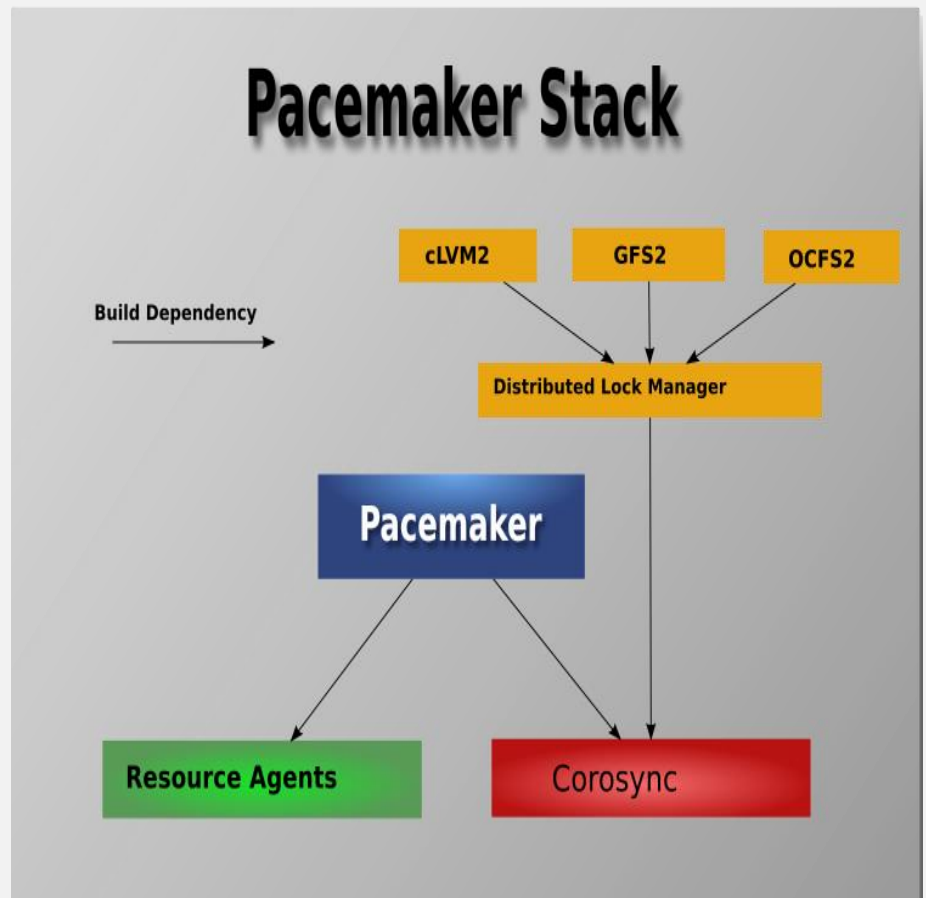 Pacemaker Stack
cLVM2
GFS2
OCFS2
Build Dependency
Distributed Lock Manager
Pacemaker
Resource Agents
Corosync